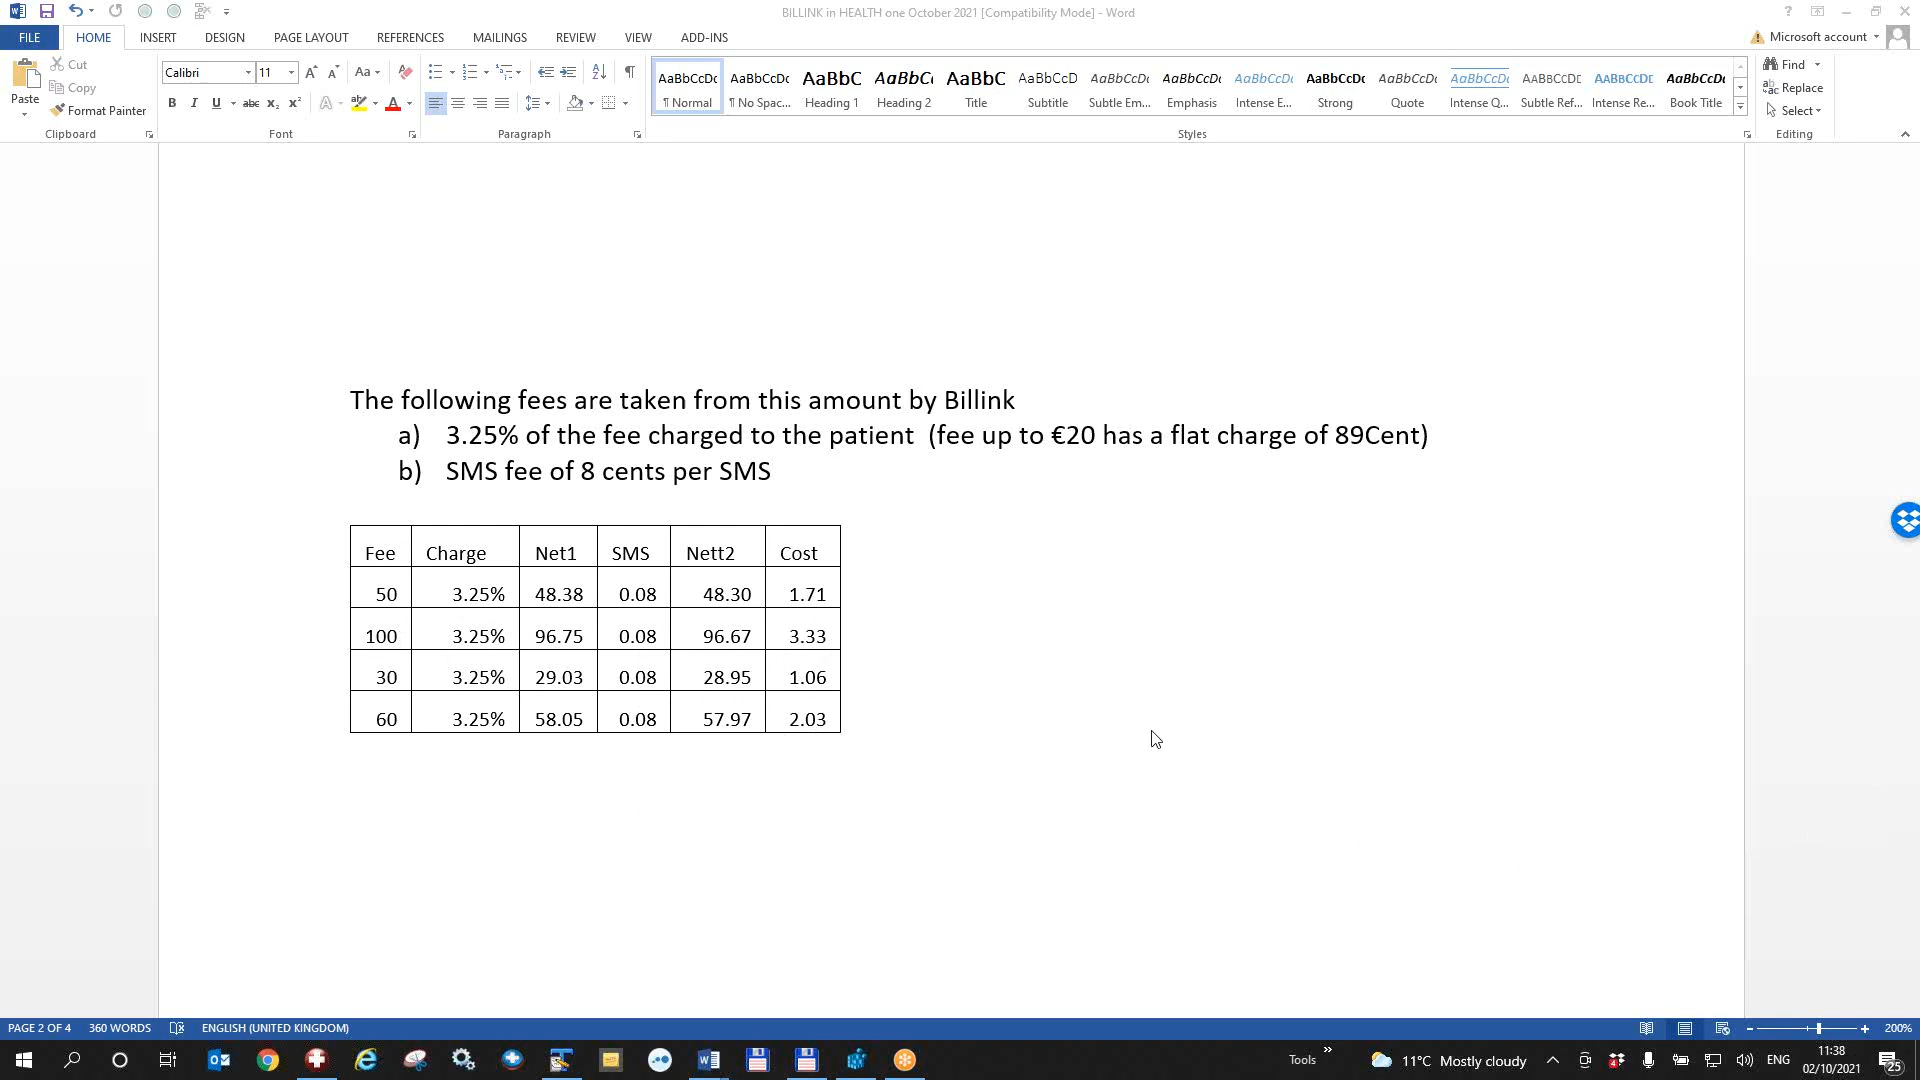 BILLINK in HEALTH one October 2021 [Compatibility Mode] - Word
FILE HOME INSERT DESIGN PAGE LAYOUT REFERENCES MAILINGS REVIEW VIEW ADD-INS Microsoft account
Paste Cut Copy Format Painter
Calibri 11
AaBbCcDc AaBbCcDc AaBbC AaBbCc AaBbC AaBbCcD AaBbCcDc AaBbCcDc AaBbCcDc AaBbCcDc AaBbCcDc AaBbCcDc AABBCCDE AABBCCDE AaBbCcDc
¶ Normal ¶ No Spac... Heading 1 Heading 2 Title Subtitle Subtle Em... Emphasis Intense E... Strong Quote Intense Q... Subtle Ref... Intense Re... Book Title
Find
Replace
Select
Clipboard Font Paragraph Styles Editing
The following fees are taken from this amount by Billink
a) 3.25% of the fee charged to the patient (fee up to €20 has a flat charge of 89Cent)
b) SMS fee of 8 cents per SMS
Fee Charge Net1 SMS Nett2 Cost
50 3.25% 48.38 0.08 48.30 1.71
100 3.25% 96.75 0.08 96.67 3.33
30 3.25% 29.03 0.08 28.95 1.06
60 3.25% 58.05 0.08 57.97 2.03
PAGE 2 OF 4 360 WORDS ENGLISH (UNITED KINGDOM) 200%
Tools 11°C Mostly cloudy ENG 11:38
02/10/2021 25